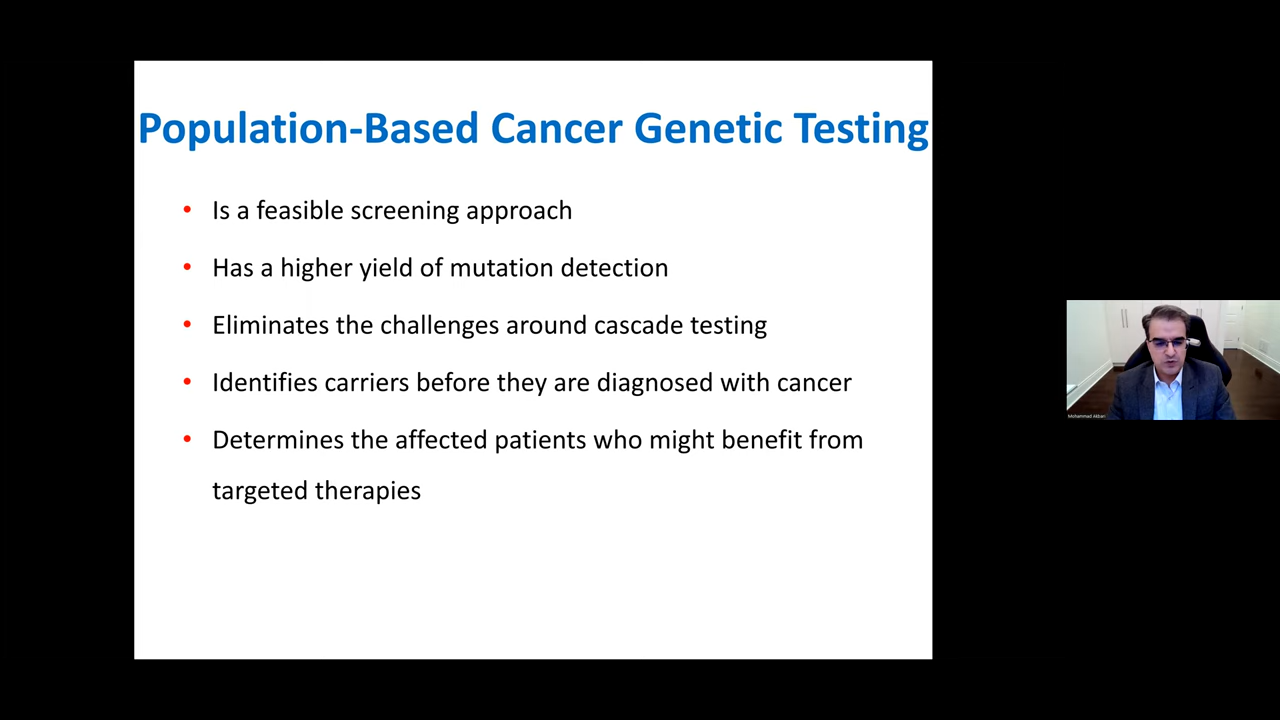 Population-Based Cancer Genetic Testing
• Is a feasible screening approach
• Has a higher yield of mutation detection
• Eliminates the challenges around cascade testing
• Identifies carriers before they are diagnosed with cancer
• Determines the affected patients who might benefit from
targeted therapies
Mohammad Akbari